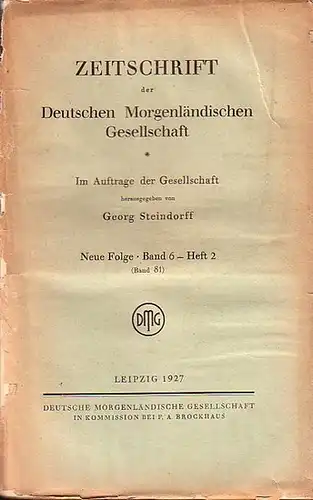 ZEITSCHRIFT
der
Deutschen Morgenländischen
Gesellschaft
*
Im Auftrage der Gesellschaft
herausgegeben von
Georg Steindorff
Neue Folge · Band 6 – Heft 2
(Band 81)
DMG
LEIPZIG 1927
DEUTSCHE MORGENLÄNDISCHE GESELLSCHAFT
IN KOMMISSION BEI F. A. BROCKHAUS